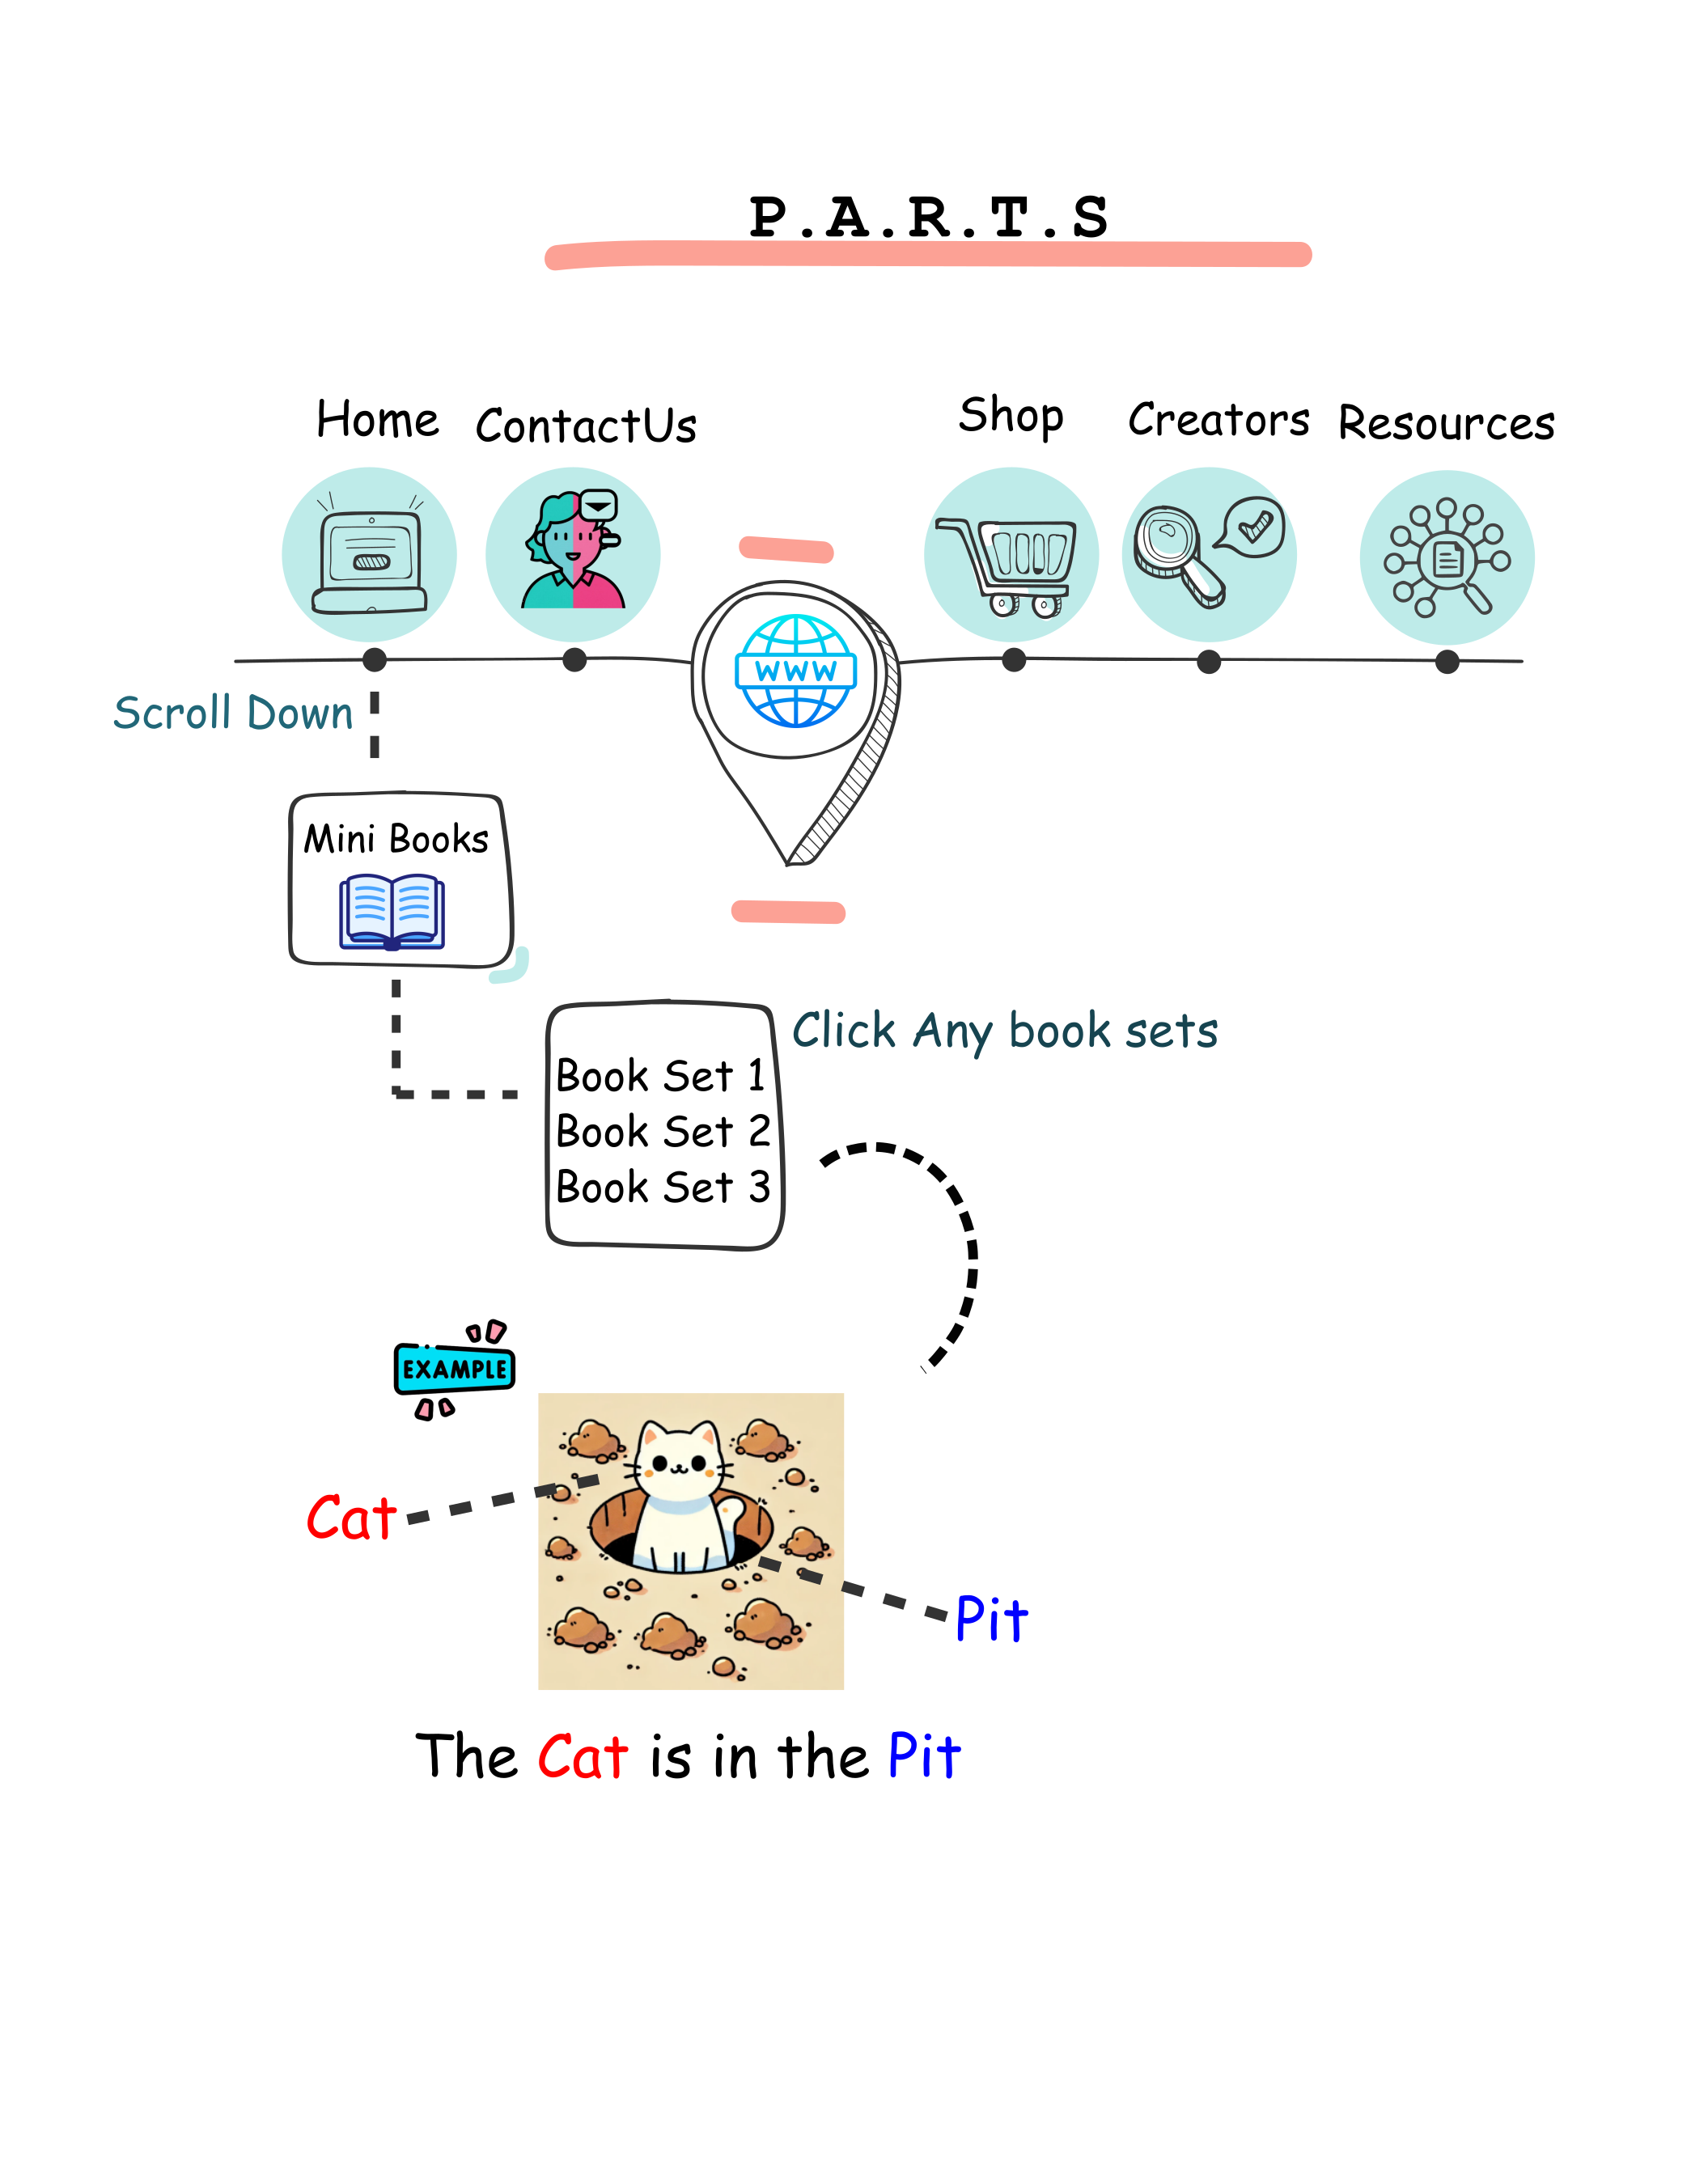 P.A.R.T.S
Home
ContactUs
Shop
Creators
Resources
WWW
Scroll Down
Mini Books
Click Any book sets
Book Set 1
Book Set 2
Book Set 3
EXAMPLE
Cat
Pit
The Cat is in the Pit